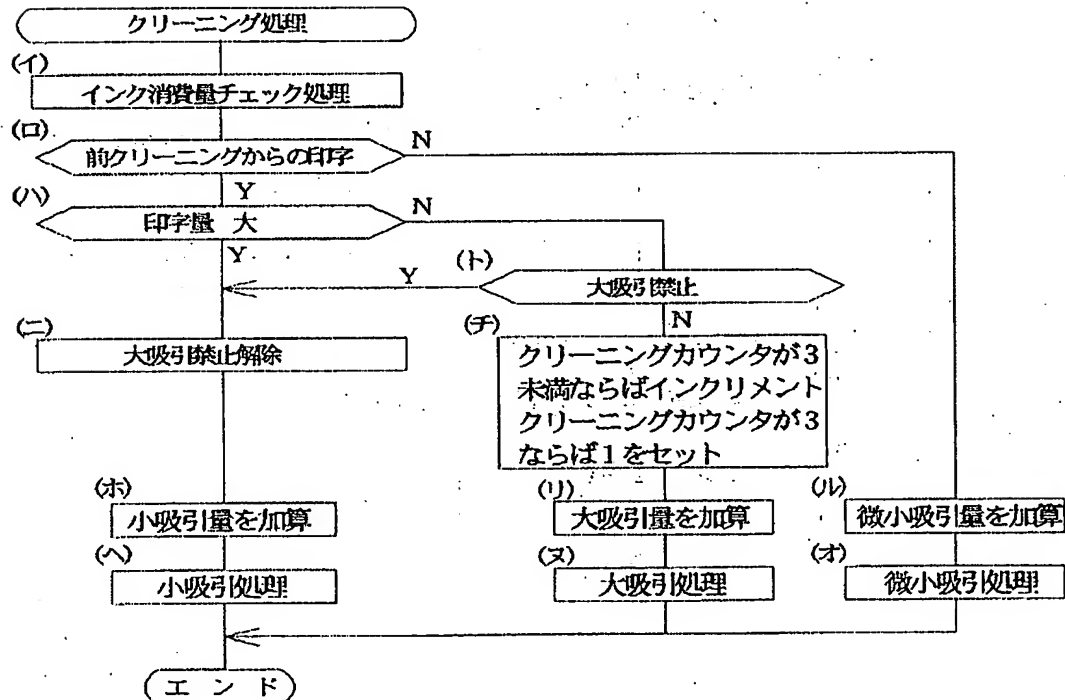 クリーニング処理
(イ)
インク消費量チェック処理
(ロ)
前クリーニングからの印字
N
Y
(ハ)
印字量 大
N
Y
(ト)
Y
大吸引禁止
N
(ニ)
大吸引禁止解除
(チ)
クリーニングカウンタが3
未満ならばインクリメント
クリーニングカウンタが3
ならば1をセット
(ホ)
小吸引量を加算
(リ)
大吸引量を加算
(ル)
微小吸引量を加算
(ヘ)
小吸引処理
(ヌ)
大吸引処理
(オ)
微小吸引処理
エンド